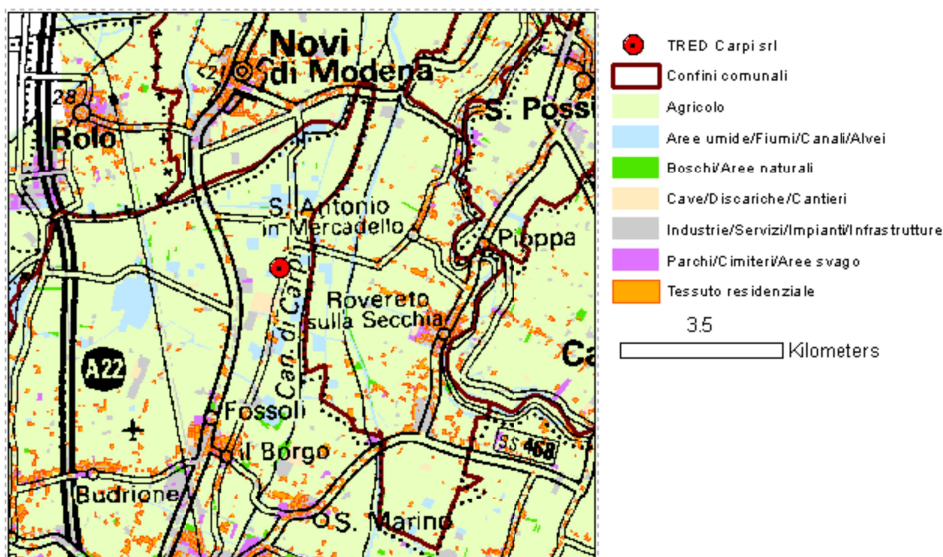 Novi
di Modena
28
Rolo
S. Poss
S. Antonio
in Mercadello
Pioppa
Rovereto
sulla Secchia
Can. di Carpi
Ca
A22
Fossoli
SS 468
il Borgo
Budrione
S. Marino
TRED Carpi srl
Confini comunali
Agricolo
Aree umide/Fiumi/Canali/Alvei
Boschi/Aree naturali
Cave/Discariche/Cantieri
Industrie/Servizi/Impianti/Infrastrutture
Parchi/Cimiteri/Aree svago
Tessuto residenziale
3.5
Kilometers